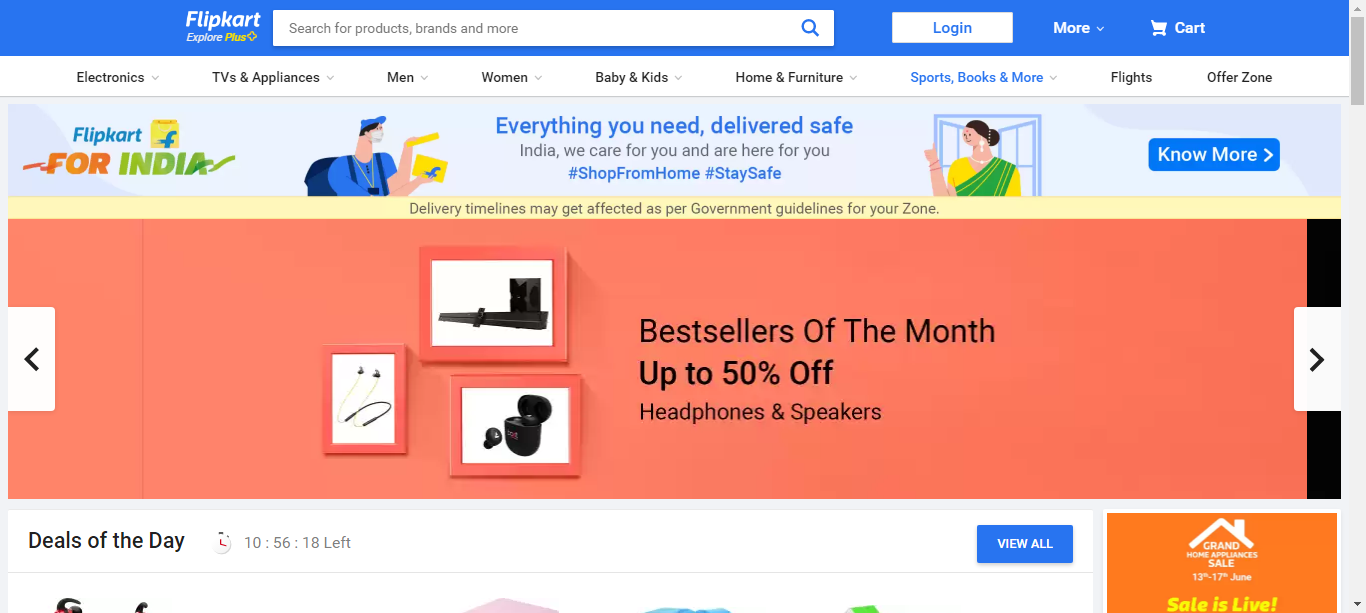 Flipkart
Explore Plus
Search for products, brands and more
Login
More
Cart
Electronics
TVs & Appliances
Men
Women
Baby & Kids
Home & Furniture
Sports, Books & More
Flights
Offer Zone
Flipkart
FOR INDIA
Everything you need, delivered safe
India, we care for you and are here for you
#ShopFromHome #StaySafe
Know More
Delivery timelines may get affected as per Government guidelines for your Zone.
Bestsellers Of The Month
Up to 50% Off
Headphones & Speakers
Deals of the Day
10 : 56 : 18 Left
VIEW ALL
GRAND
HOME APPLIANCES
SALE
13th-17th June
Sale is Live!